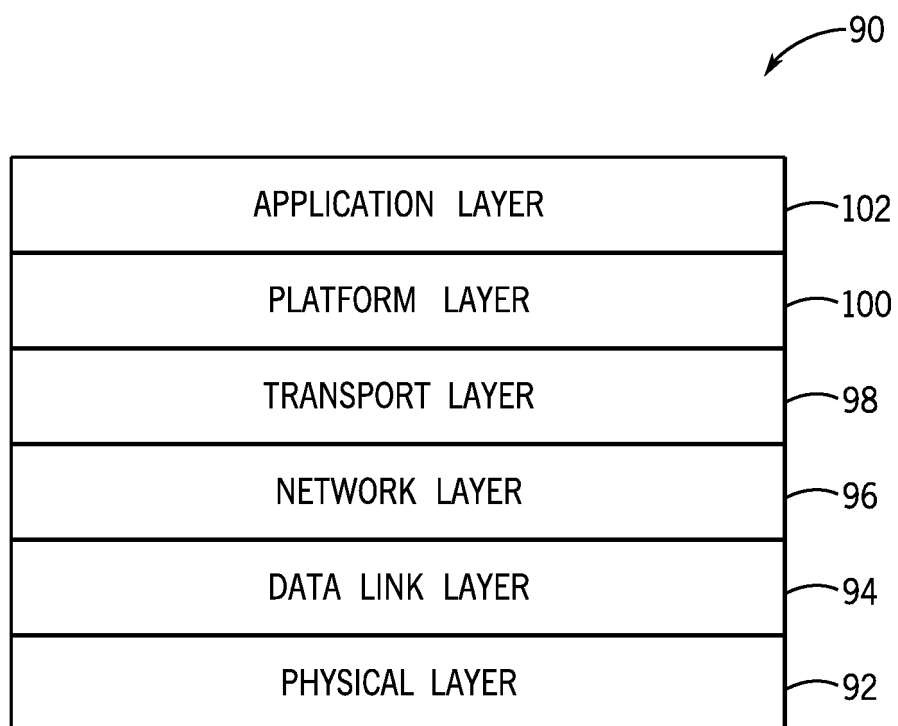 90
APPLICATION LAYER 102
PLATFORM LAYER 100
TRANSPORT LAYER 98
NETWORK LAYER 96
DATA LINK LAYER 94
PHYSICAL LAYER 92